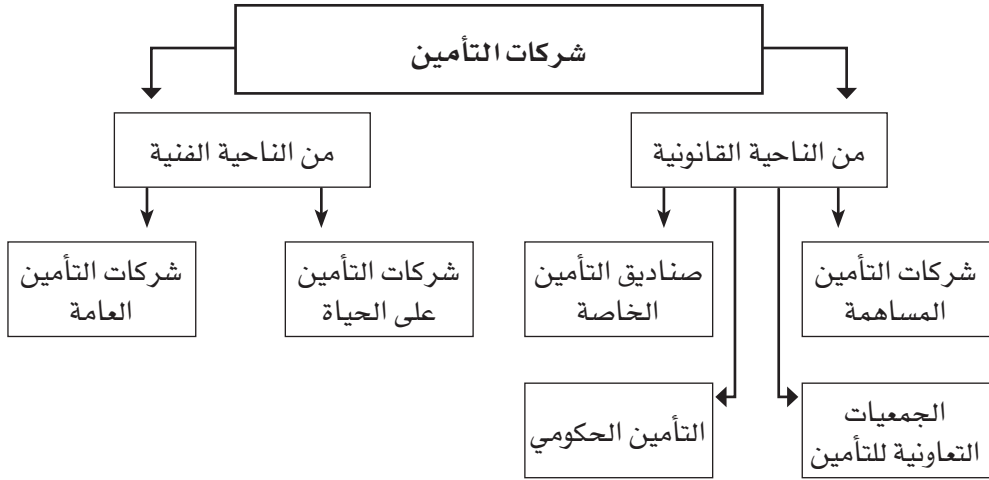 شركات التأمين
من الناحية القانونية
من الناحية الفنية
شركات التأمين
المساهمة
صناديق التأمين
الخاصة
شركات التأمين
على الحياة
شركات التأمين
العامة
الجمعيات
التعاونية للتأمين
التأمين الحكومي